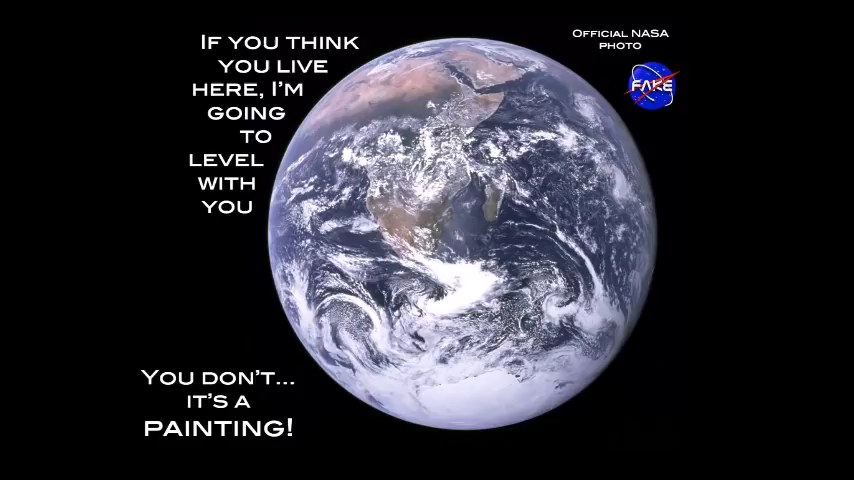 IF YOU THINK
YOU LIVE
HERE, I'M
GOING
TO
LEVEL
WITH
YOU
OFFICIAL NASA
PHOTO
FAKE
YOU DON'T...
IT'S A
PAINTING!